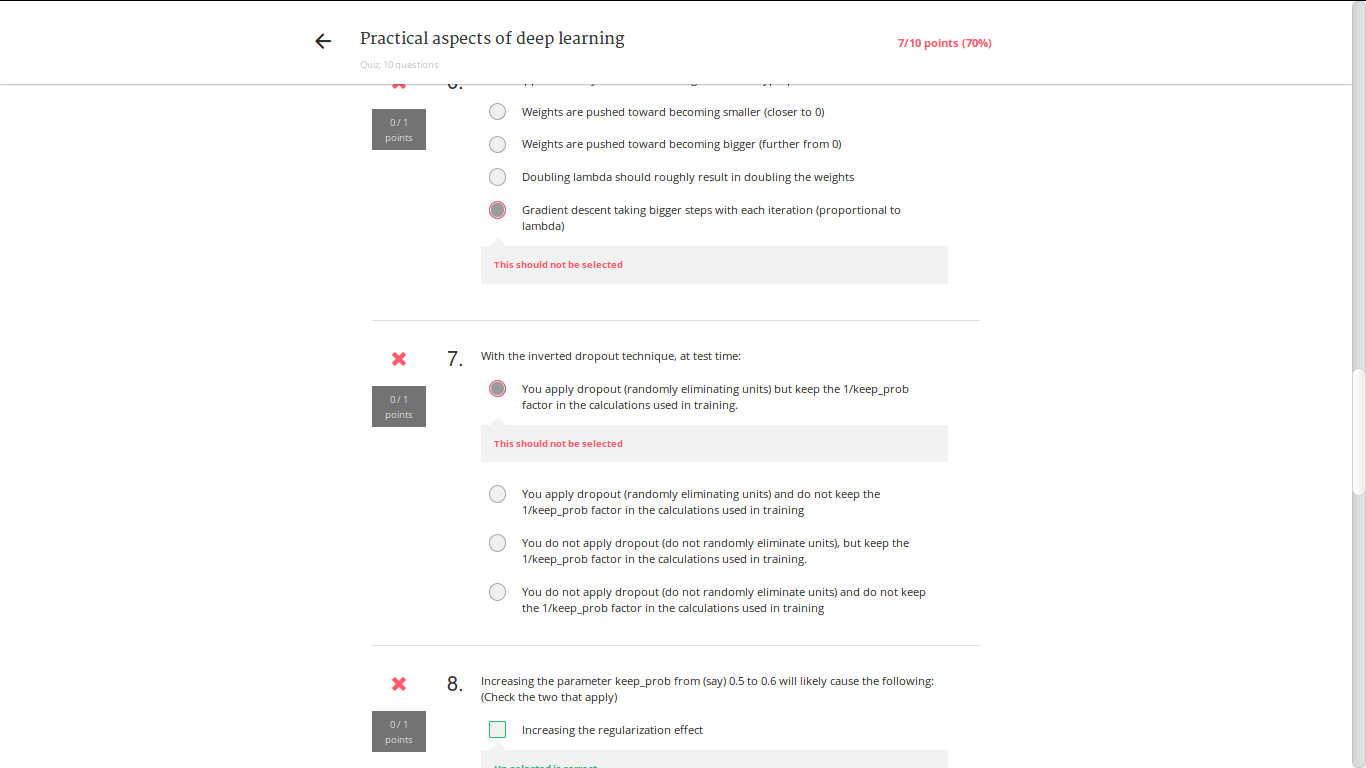 Practical aspects of deep learning
7/10 points (70%)
Quiz, 10 questions
0 / 1
points
Weights are pushed toward becoming smaller (closer to 0)
Weights are pushed toward becoming bigger (further from 0)
Doubling lambda should roughly result in doubling the weights
Gradient descent taking bigger steps with each iteration (proportional to
lambda)
This should not be selected
7.
With the inverted dropout technique, at test time:
0 / 1
points
You apply dropout (randomly eliminating units) but keep the 1/keep_prob
factor in the calculations used in training.
This should not be selected
You apply dropout (randomly eliminating units) and do not keep the
1/keep_prob factor in the calculations used in training
You do not apply dropout (do not randomly eliminate units), but keep the
1/keep_prob factor in the calculations used in training.
You do not apply dropout (do not randomly eliminate units) and do not keep
the 1/keep_prob factor in the calculations used in training
8.
Increasing the parameter keep_prob from (say) 0.5 to 0.6 will likely cause the following:
(Check the two that apply)
0 / 1
points
Increasing the regularization effect